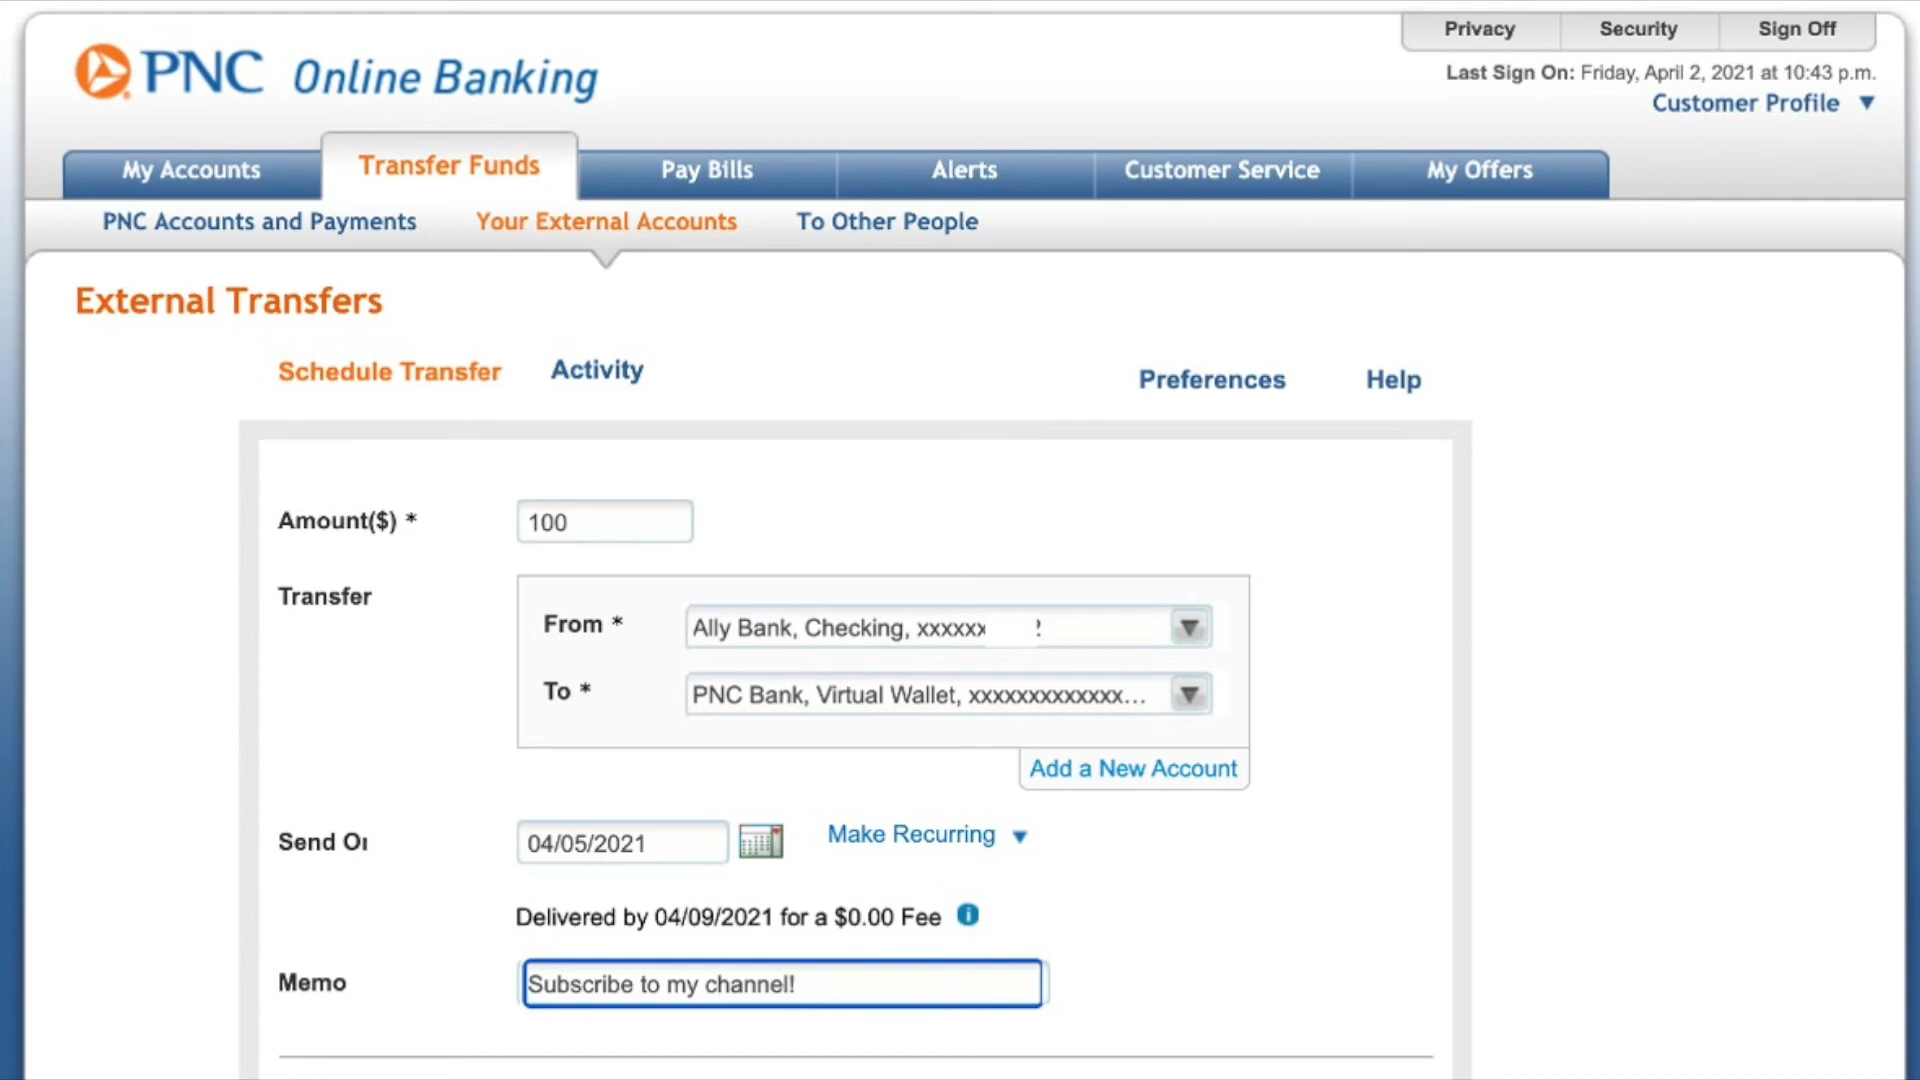 Privacy Security Sign Off
PNC Online Banking
Last Sign On: Friday, April 2, 2021 at 10:43 p.m.
Customer Profile
My Accounts Transfer Funds Pay Bills Alerts Customer Service My Offers
PNC Accounts and Payments Your External Accounts To Other People
External Transfers
Schedule Transfer Activity Preferences Help
Amount($) * 100
Transfer
From * Ally Bank, Checking, xxxxxx
To * PNC Bank, Virtual Wallet, xxxxxxxxxxxxx...
Add a New Account
Send 04/05/2021 Make Recurring
Delivered by 04/09/2021 for a $0.00 Fee
Memo Subscribe to my channel!